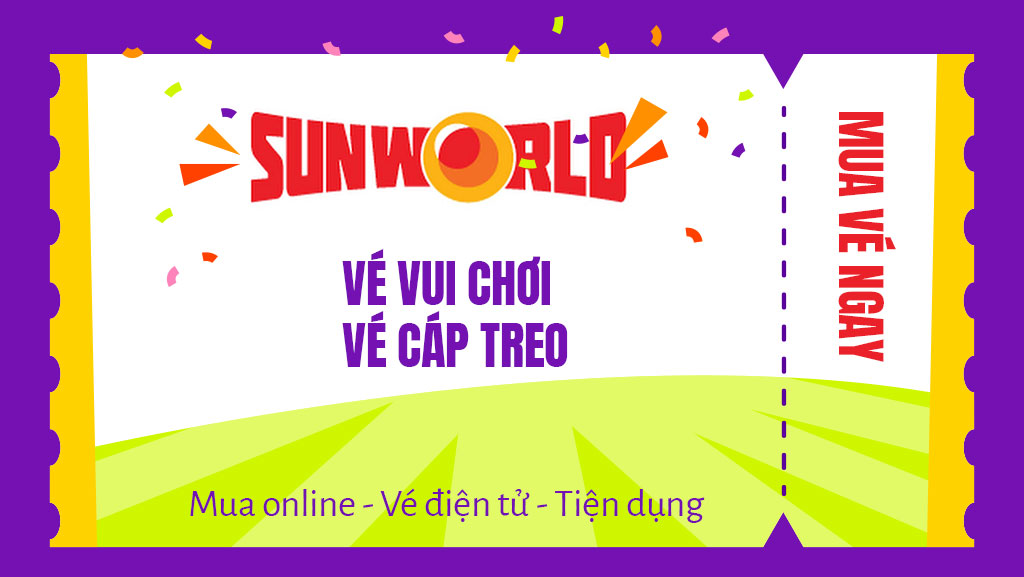 SUNWORLD
VÉ VUI CHƠI
VÉ CÁP TREO
Mua online - Vé điện tử - Tiện dụng
MUA VÉ NGAY